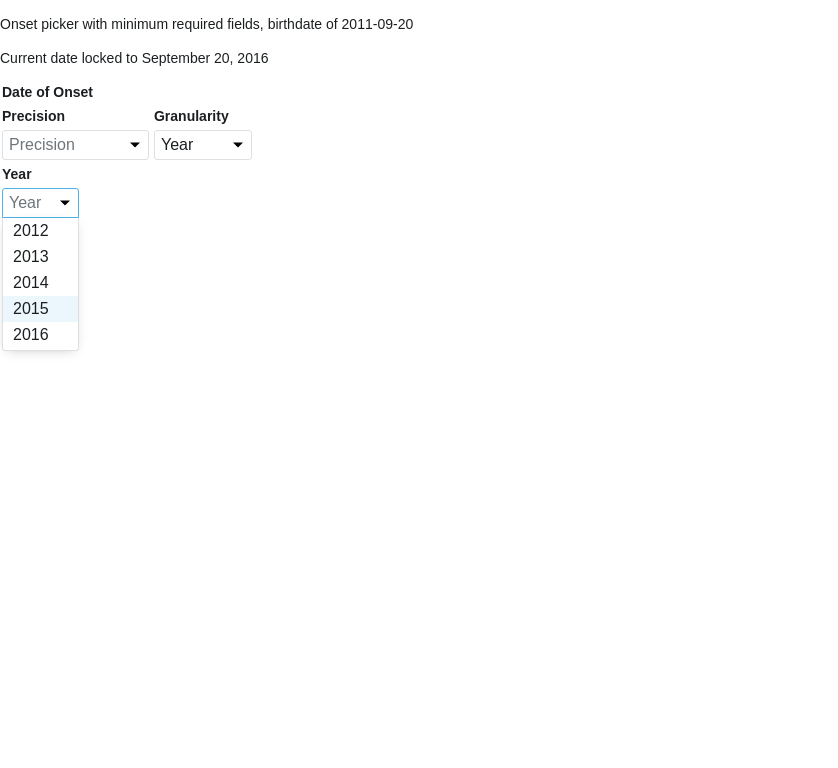 Onset picker with minimum required fields, birthdate of 2011-09-20
Current date locked to September 20, 2016
Date of Onset
Precision Granularity
Precision Year
Year
Year
2012
2013
2014
2015
2016